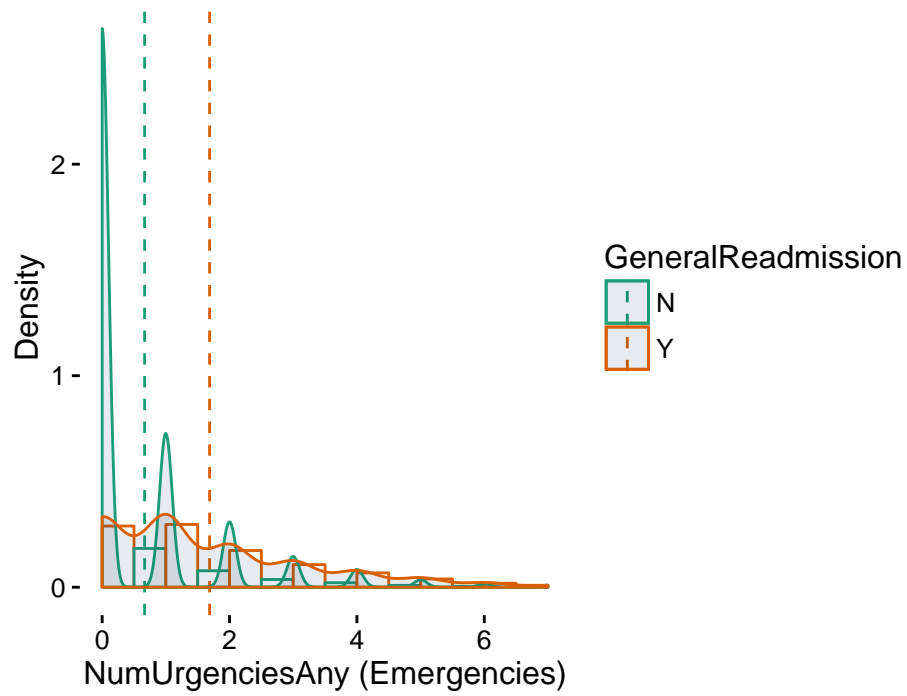 2
1
0
Density
0 2 4 6
NumUrgenciesAny (Emergencies)
GeneralReadmission
N
Y